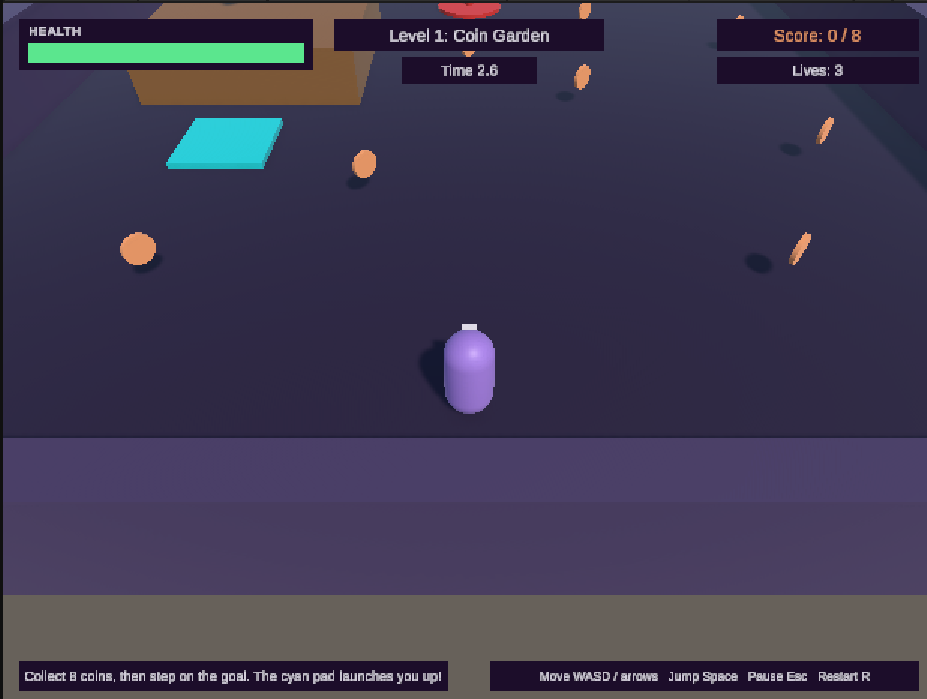 HEALTH
Level 1: Coin Garden
Score: 0 / 8
Time 2.6
Lives: 3
Collect 8 coins, then step on the goal. The cyan pad launches you up!
Move WASD / arrows Jump Space Pause Esc Restart R